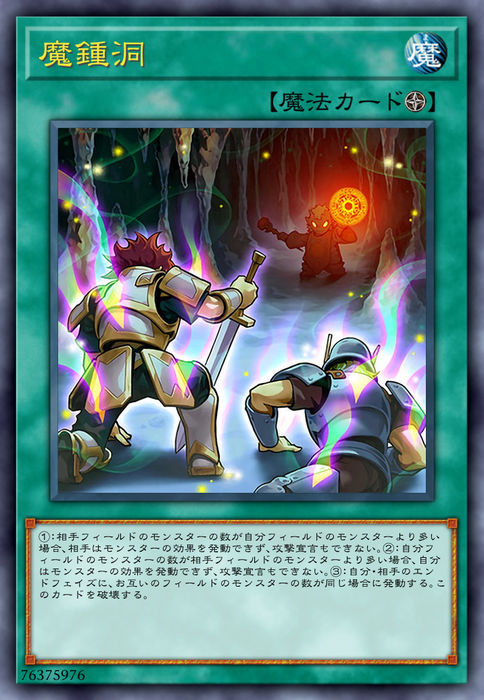 魔鍾洞
魔
【魔法カード】
①:相手フィールドのモンスターの数が自分フィールドのモンスターより多い
場合、相手はモンスターの効果を発動できず、攻撃宣言もできない。②:自分フ
ィールドのモンスターの数が相手フィールドのモンスターより多い場合、自分
はモンスターの効果を発動できず、攻撃宣言もできない。③:自分・相手のエン
ドフェイズに、お互いのフィールドのモンスターの数が同じ場合に発動する。こ
のカードを破壊する。
76375976